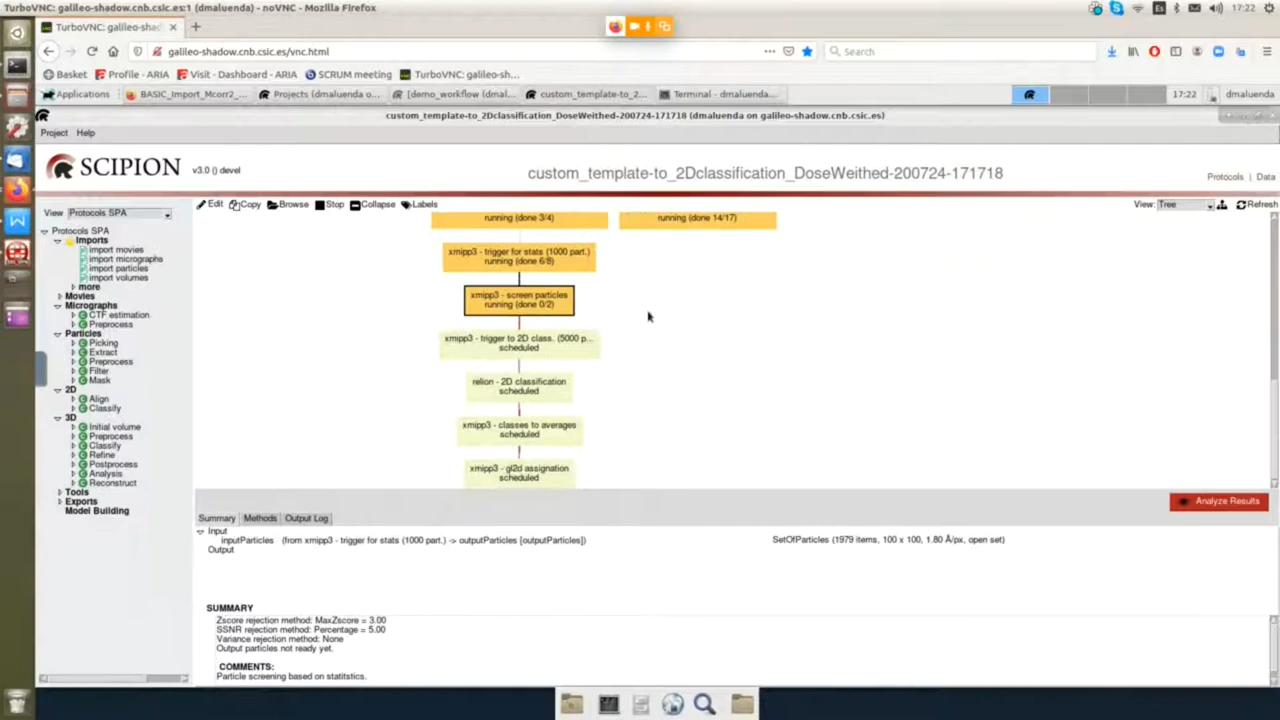 TurboVNC: galileo-shadow.cnb.csic.es:1 (dmaluenda) - noVNC - Mozilla Firefox
Es
17:22
TurboVNC: galileo-shad
galileo-shadow.cnb.csic.es/vnc.html
Search
Basket
Profile - ARIA
Visit - Dashboard - ARIA
SCRUM meeting
TurboVNC: galileo-sh...
Applications
BASIC_Import_Mcorr2_...
Projects (dmaluenda o...
[demo_workflow (dmal...
custom_template-to_2...
Terminal - dmaluenda...
17:22
dmaluenda
custom_template-to_2Dclassification_DoseWeithed-200724-171718 (dmaluenda on galileo-shadow.cnb.csic.es)
Project Help
SCIPION v3.0 () devel
custom_template-to_2Dclassification_DoseWeithed-200724-171718
Protocols | Data
View Protocols SPA
Edit Copy Browse Stop Collapse Labels
View: Tree
Refresh
Protocols SPA
Imports
import movies
import micrographs
import particles
import volumes
more
Movies
Micrographs
CTF estimation
Preprocess
Particles
Picking
Extract
Preprocess
Filter
Mask
2D
Align
Classify
3D
Initial volume
Preprocess
Classify
Refine
Postprocess
Analysis
Reconstruct
Tools
Exports
Model Building
running (done 3/4)
running (done 14/17)
xmipp3 - trigger for stats (1000 part.)
running (done 6/8)
xmipp3 - screen particles
running (done 0/2)
xmipp3 - trigger to 2D class. (5000 p...
scheduled
relion - 2D classification
scheduled
xmipp3 - classes to averages
scheduled
xmipp3 - gl2d assignation
scheduled
Analyze Results
Summary Methods Output Log
Input
inputParticles (from xmipp3 - trigger for stats (1000 part.) -> outputParticles [outputParticles])
SetOfParticles (1979 items, 100 x 100, 1.80 Å/px, open set)
Output
SUMMARY
Zscore rejection method: MaxZscore = 3.00
SSNR rejection method: Percentage = 5.00
Variance rejection method: None
Output particles not ready yet.
COMMENTS:
Particle screening based on statitstics.